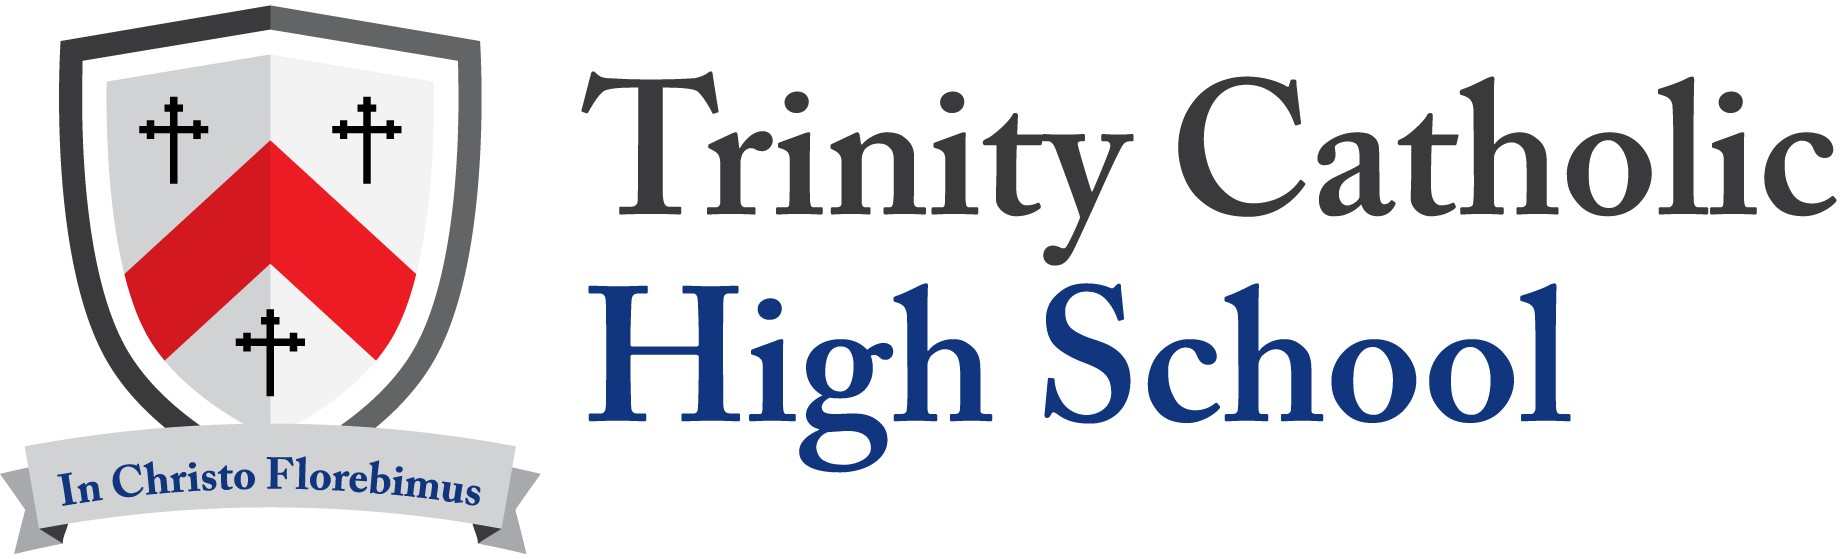 Trinity Catholic
High School
In Christo Florebimus